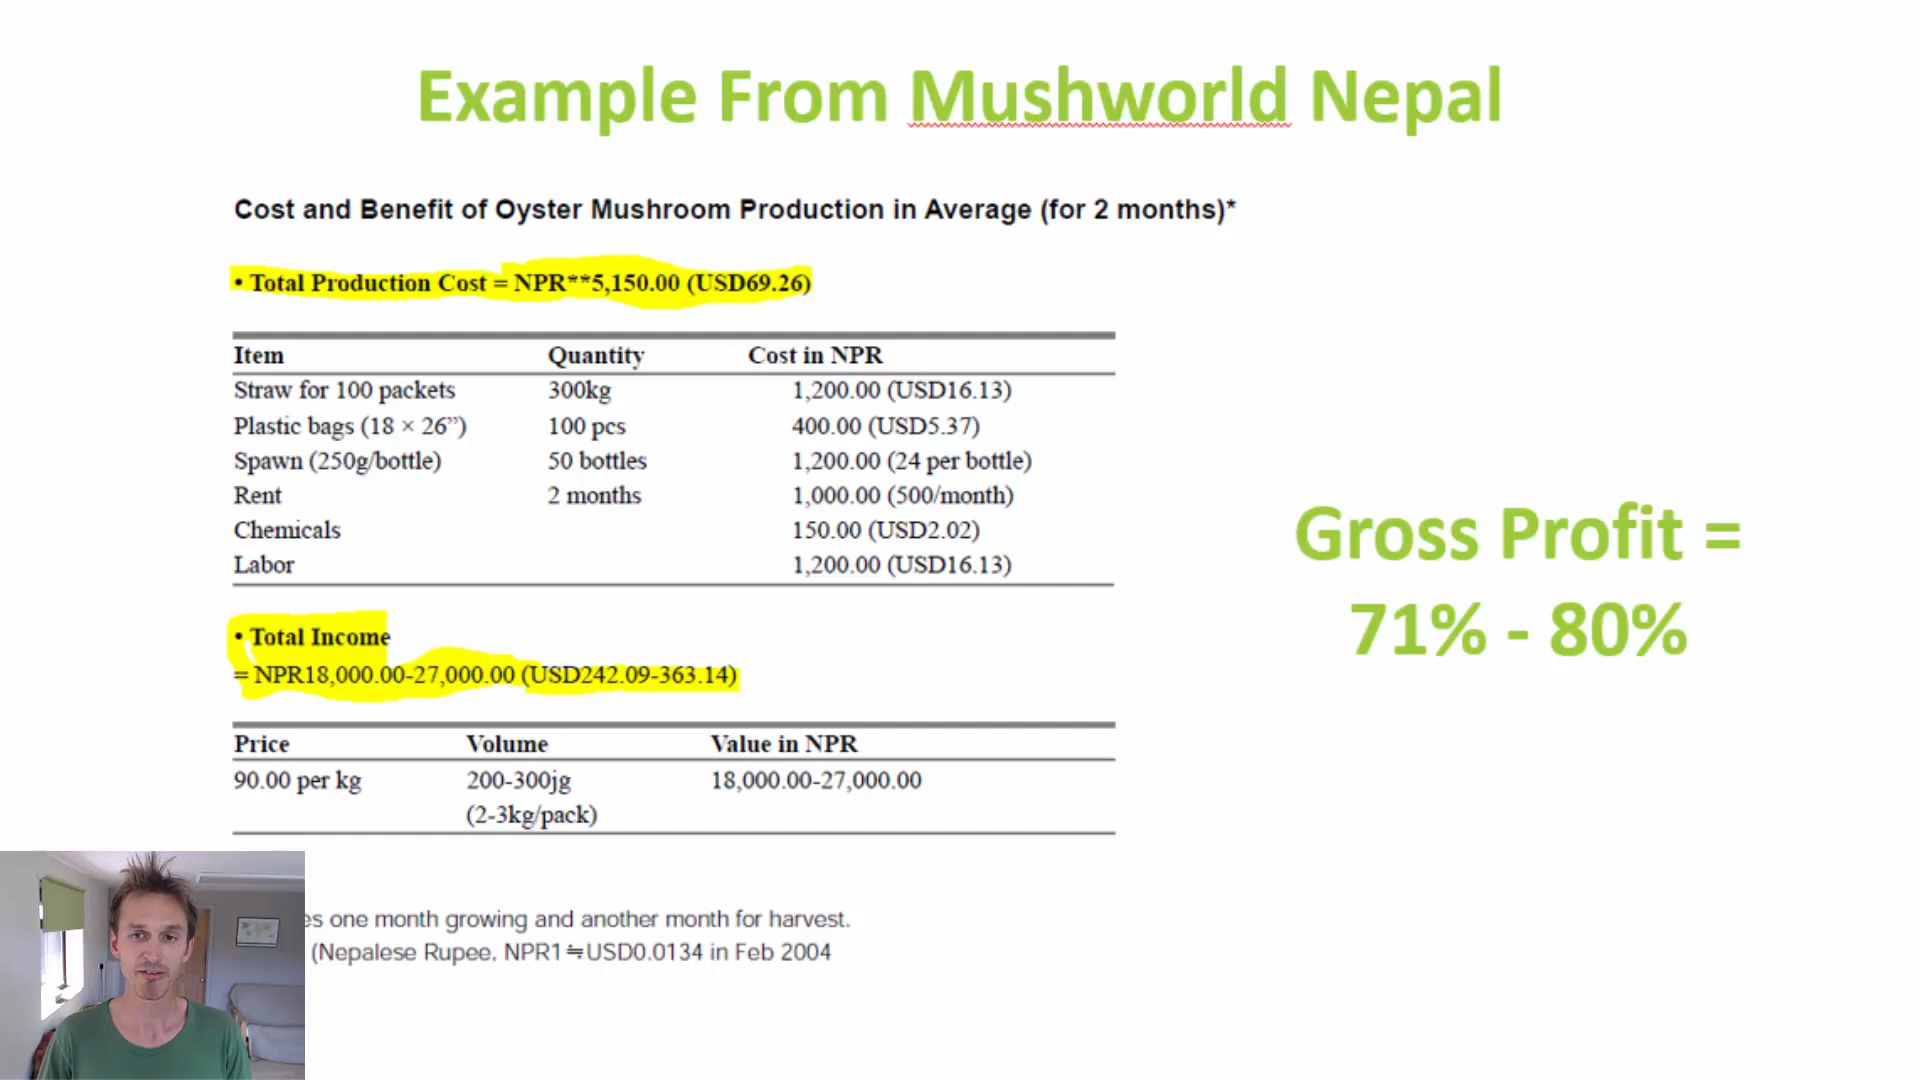 Example From Mushworld Nepal
Cost and Benefit of Oyster Mushroom Production in Average (for 2 months)*
• Total Production Cost = NPR**5,150.00 (USD69.26)
Item Quantity Cost in NPR
Straw for 100 packets 300kg 1,200.00 (USD16.13)
Plastic bags (18 × 26”) 100 pcs 400.00 (USD5.37)
Spawn (250g/bottle) 50 bottles 1,200.00 (24 per bottle)
Rent 2 months 1,000.00 (500/month)
Chemicals 150.00 (USD2.02)
Labor 1,200.00 (USD16.13)
• Total Income
= NPR18,000.00-27,000.00 (USD242.09-363.14)
Price Volume Value in NPR
90.00 per kg 200-300jg 18,000.00-27,000.00
(2-3kg/pack)
Gross Profit =
71% - 80%
es one month growing and another month for harvest.
(Nepalese Rupee, NPR1≒USD0.0134 in Feb 2004